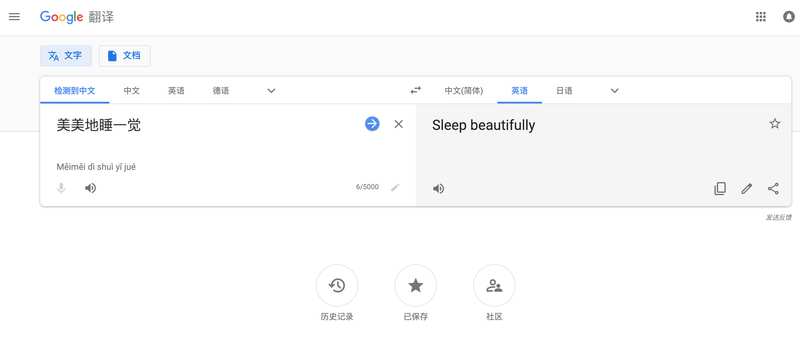 Google 翻译
文字 文档
检测到中文 中文 英语 德语 中文(简体) 英语 日语
美美地睡一觉
Sleep beautifully
Měiměi dì shuì yī jué
6/5000
发送反馈
历史记录 已保存 社区